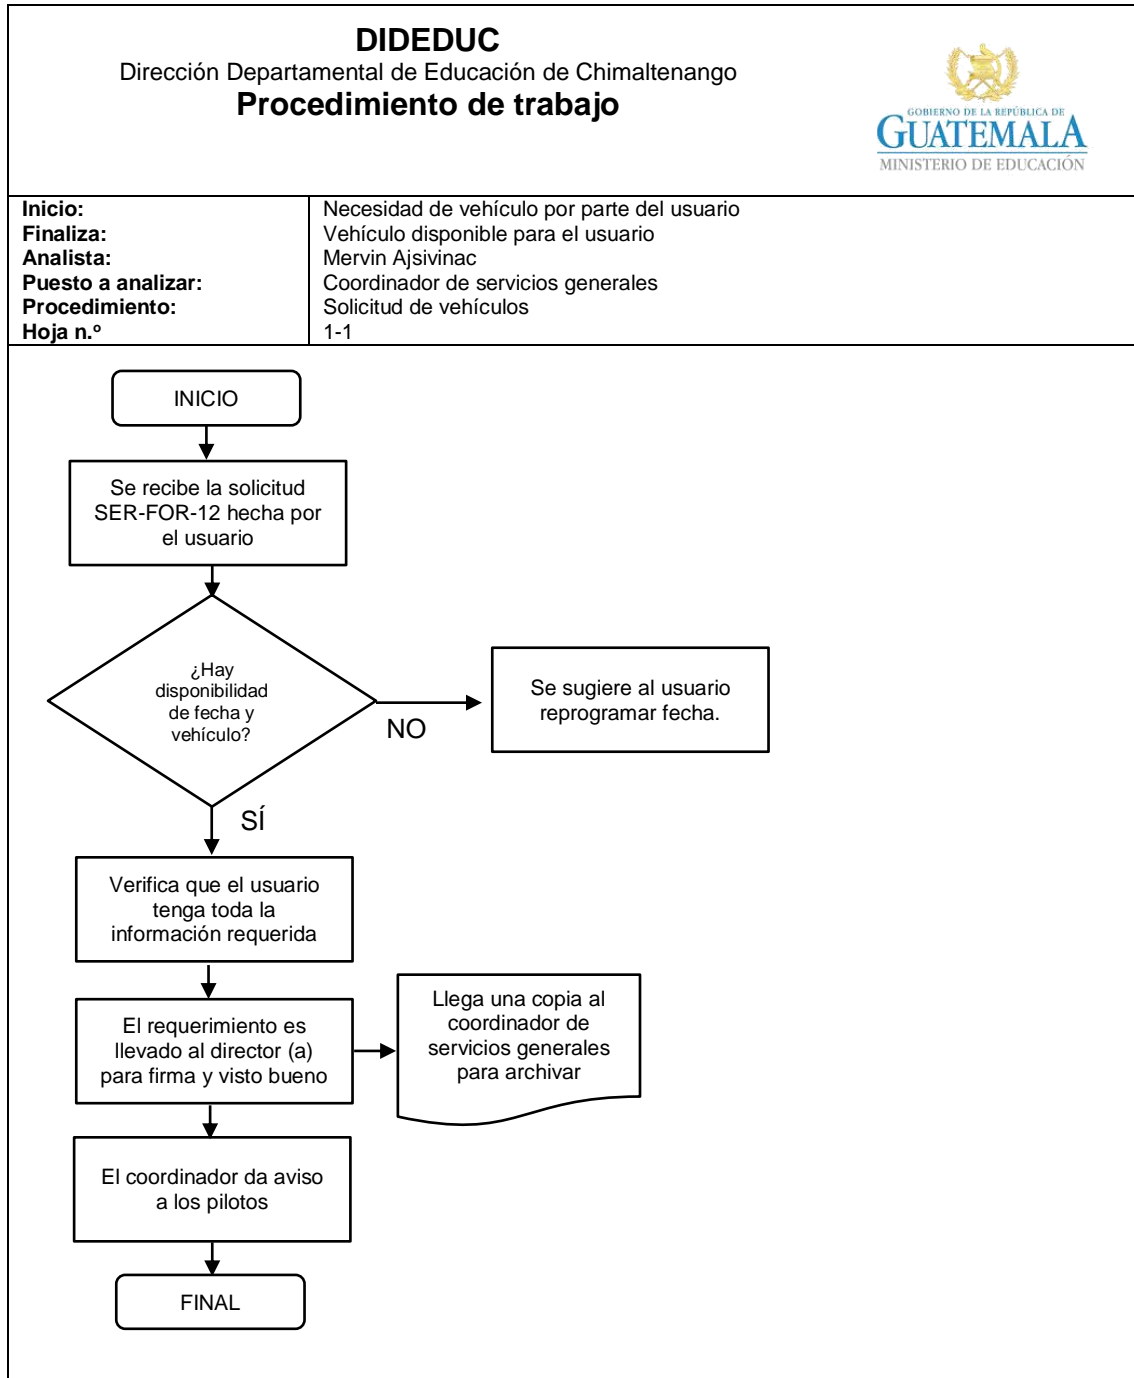 DIDEDUC
Dirección Departamental de Educación de Chimaltenango
Procedimiento de trabajo
GOBIERNO DE LA REPÚBLICA DE
GUATEMALA
MINISTERIO DE EDUCACIÓN
Inicio: Necesidad de vehículo por parte del usuario
Finaliza: Vehículo disponible para el usuario
Analista: Mervin Ajsivinac
Puesto a analizar: Coordinador de servicios generales
Procedimiento: Solicitud de vehículos
Hoja n.º 1-1
INICIO
Se recibe la solicitud
SER-FOR-12 hecha por
el usuario
¿Hay
disponibilidad
de fecha y
vehículo?
NO
Se sugiere al usuario
reprogramar fecha.
SÍ
Verifica que el usuario
tenga toda la
información requerida
El requerimiento es
llevado al director (a)
para firma y visto bueno
Llega una copia al
coordinador de
servicios generales
para archivar
El coordinador da aviso
a los pilotos
FINAL